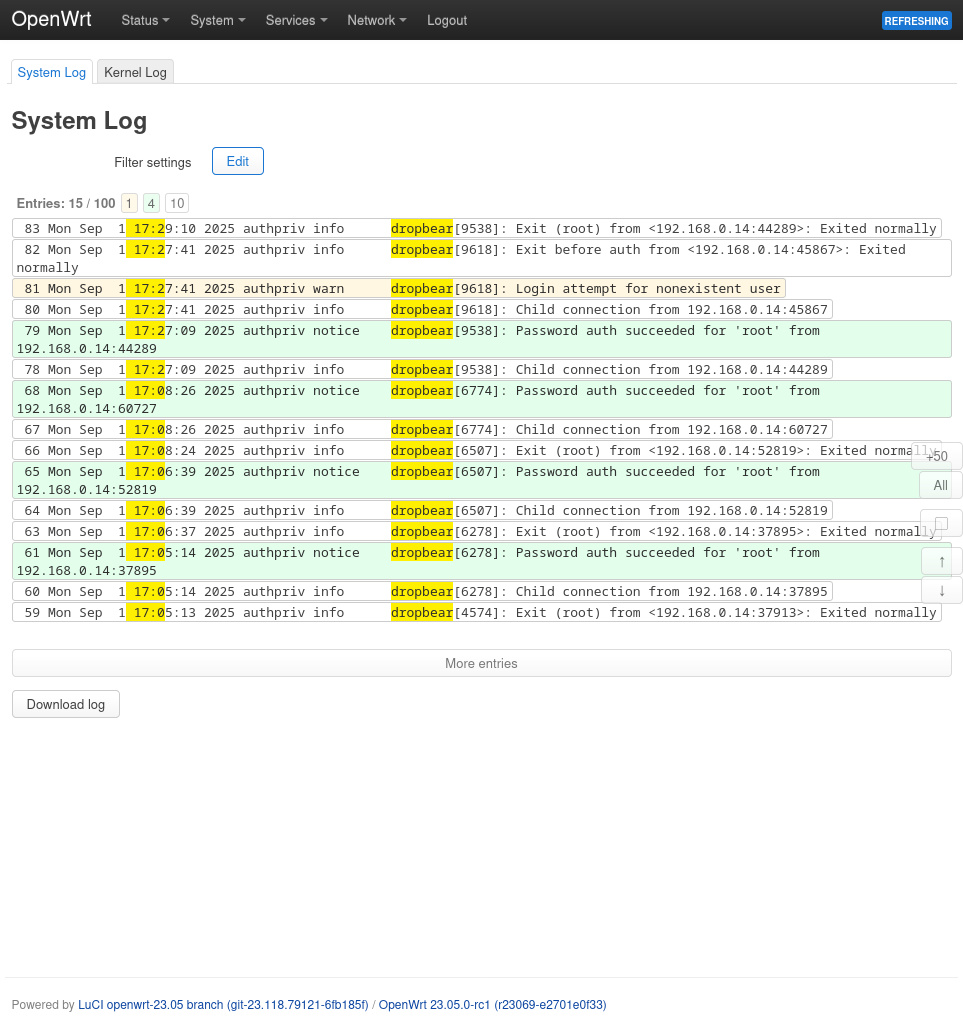 OpenWrt Status System Services Network Logout REFRESHING
System Log Kernel Log
System Log
Filter settings Edit
Entries: 15 / 100 1 4 10
83 Mon Sep  1 17:29:10 2025 authpriv info      dropbear[9538]: Exit (root) from <192.168.0.14:44289>: Exited normally
82 Mon Sep  1 17:27:41 2025 authpriv info      dropbear[9618]: Exit before auth from <192.168.0.14:45867>: Exited
normally
81 Mon Sep  1 17:27:41 2025 authpriv warn      dropbear[9618]: Login attempt for nonexistent user
80 Mon Sep  1 17:27:41 2025 authpriv info      dropbear[9618]: Child connection from 192.168.0.14:45867
79 Mon Sep  1 17:27:09 2025 authpriv notice    dropbear[9538]: Password auth succeeded for 'root' from
192.168.0.14:44289
78 Mon Sep  1 17:27:09 2025 authpriv info      dropbear[9538]: Child connection from 192.168.0.14:44289
68 Mon Sep  1 17:08:26 2025 authpriv notice    dropbear[6774]: Password auth succeeded for 'root' from
192.168.0.14:60727
67 Mon Sep  1 17:08:26 2025 authpriv info      dropbear[6774]: Child connection from 192.168.0.14:60727
66 Mon Sep  1 17:08:24 2025 authpriv info      dropbear[6507]: Exit (root) from <192.168.0.14:52819>: Exited normally
+50
65 Mon Sep  1 17:06:39 2025 authpriv notice    dropbear[6507]: Password auth succeeded for 'root' from
192.168.0.14:52819
All
64 Mon Sep  1 17:06:39 2025 authpriv info      dropbear[6507]: Child connection from 192.168.0.14:52819
63 Mon Sep  1 17:06:37 2025 authpriv info      dropbear[6278]: Exit (root) from <192.168.0.14:37895>: Exited normally
61 Mon Sep  1 17:05:14 2025 authpriv notice    dropbear[6278]: Password auth succeeded for 'root' from
192.168.0.14:37895
↑
60 Mon Sep  1 17:05:14 2025 authpriv info      dropbear[6278]: Child connection from 192.168.0.14:37895
↓
59 Mon Sep  1 17:05:13 2025 authpriv info      dropbear[4574]: Exit (root) from <192.168.0.14:37913>: Exited normally
More entries
Download log
Powered by LuCI openwrt-23.05 branch (git-23.118.79121-6fb185f) / OpenWrt 23.05.0-rc1 (r23069-e2701e0f33)